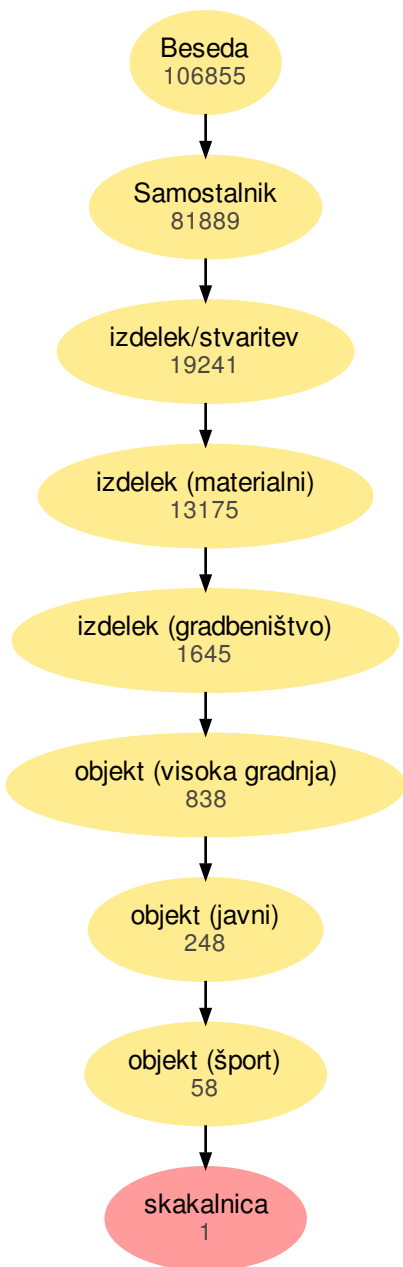 Beseda
106855
Samostalnik
81889
izdelek/stvaritev
19241
izdelek (materialni)
13175
izdelek (gradbeništvo)
1645
objekt (visoka gradnja)
838
objekt (javni)
248
objekt (šport)
58
skakalnica
1